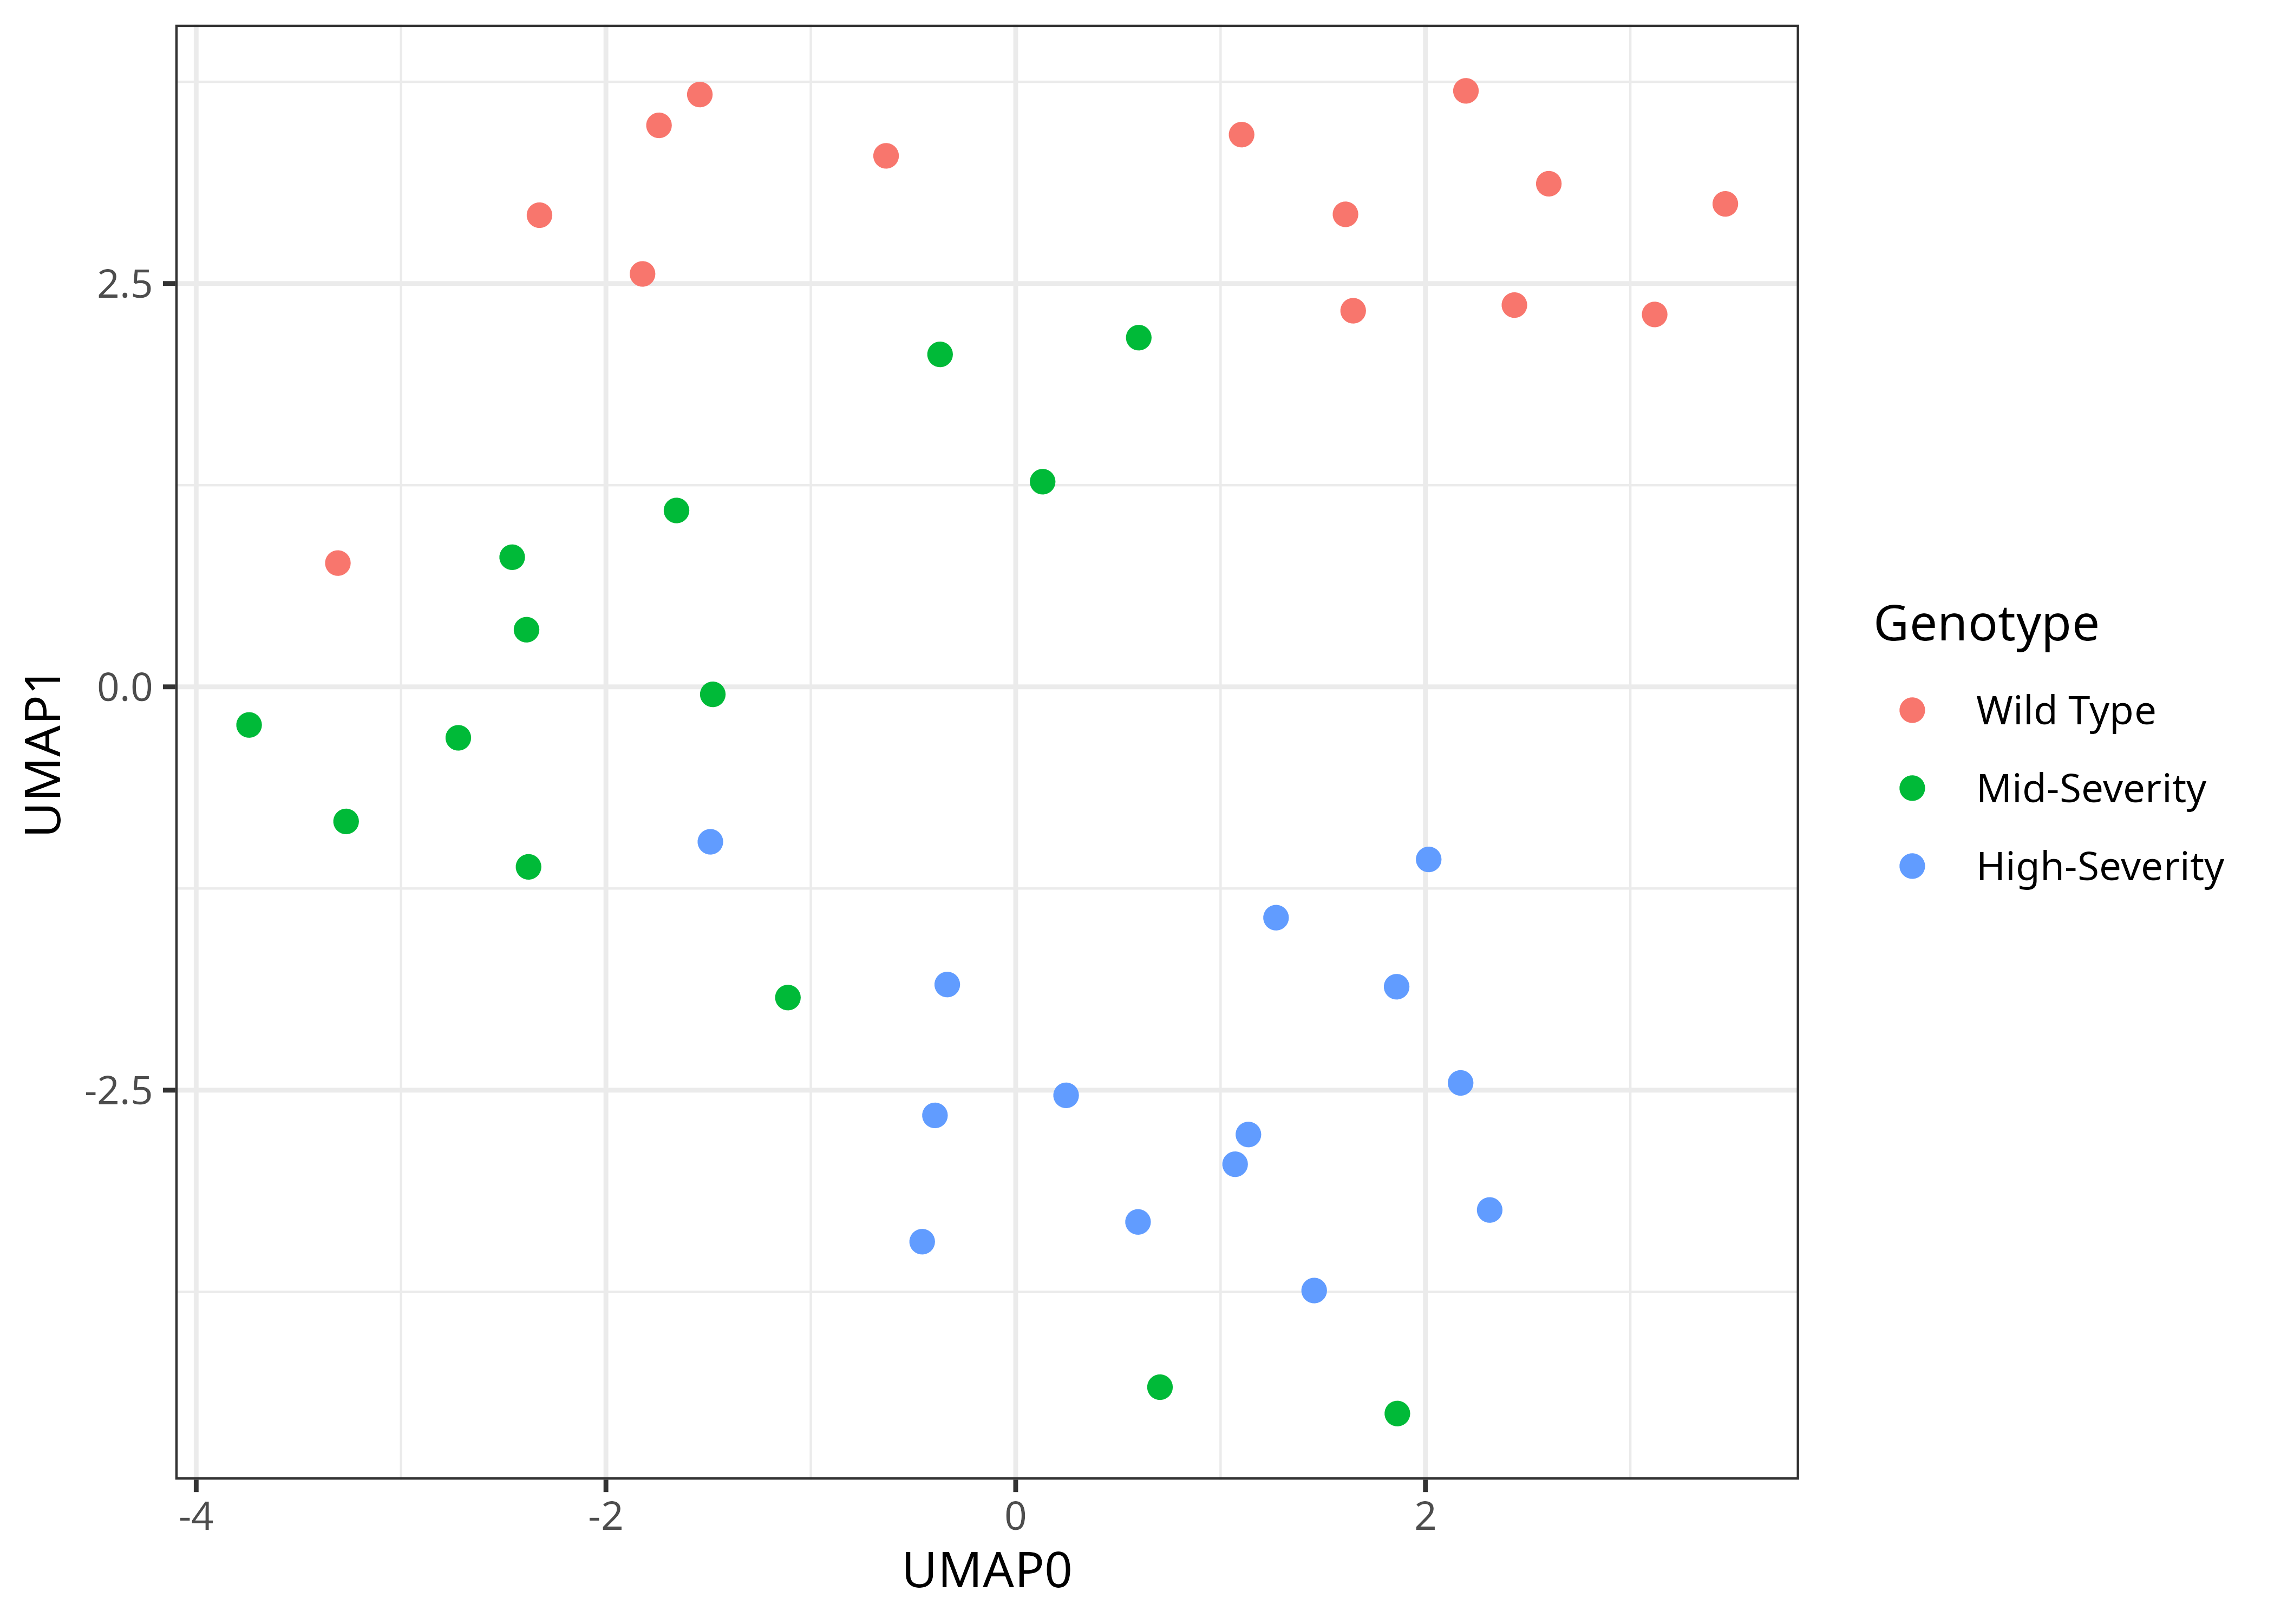 2.5
0.0
-2.5
UMAP1
-4
-2
0
2
UMAP0
Genotype
Wild Type
Mid-Severity
High-Severity